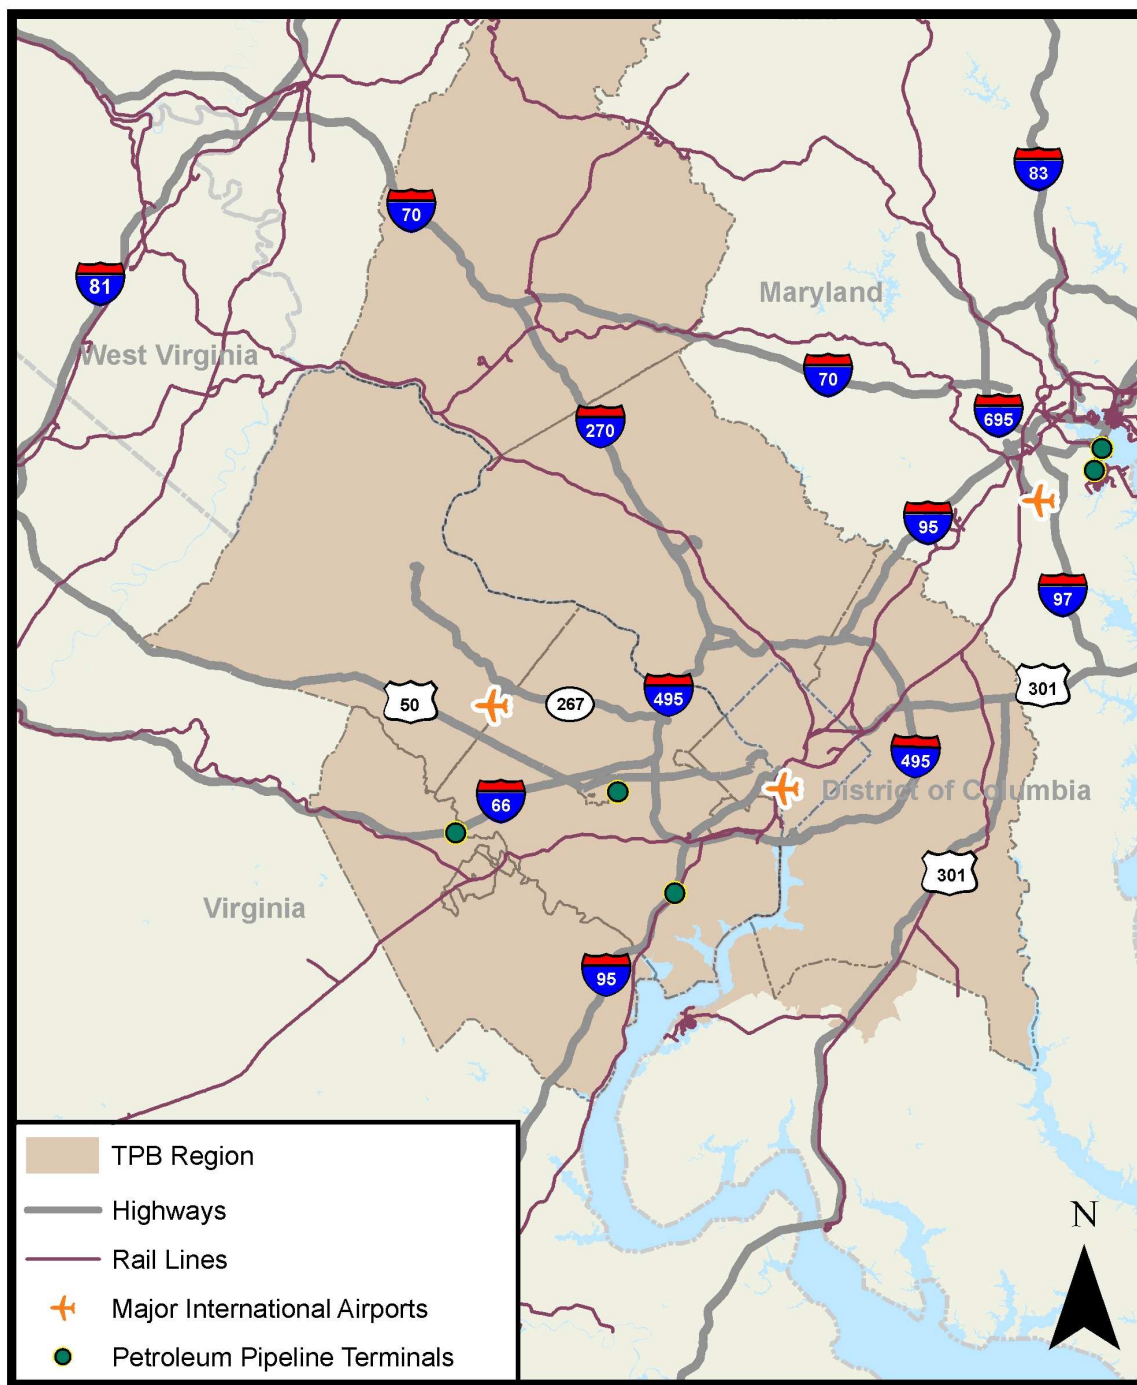 83
70
81
Maryland
West Virginia
70
270
695
95
97
301
495
50
267
495
66
District of Columbia
301
Virginia
95
TPB Region
Highways
Rail Lines
Major International Airports
Petroleum Pipeline Terminals
N